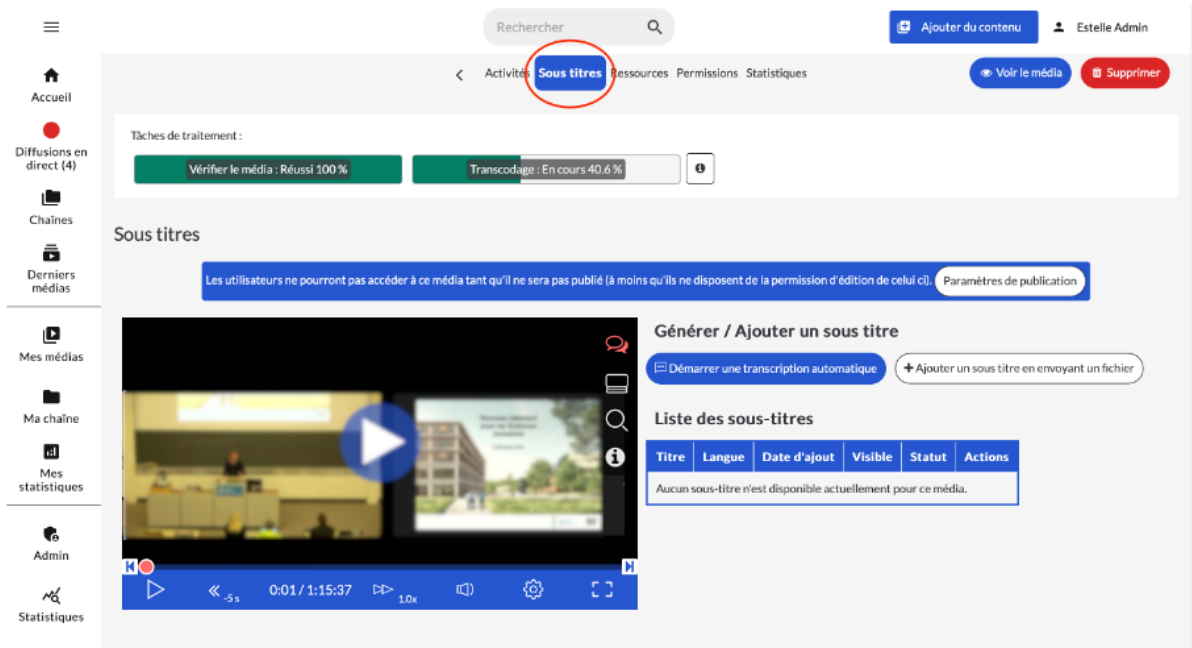 Rechercher
Ajouter du contenu
Estelle Admin
Accueil
Diffusions en
direct (4)
Chaînes
Derniers
médias
Mes médias
Ma chaîne
Mes
statistiques
Admin
Statistiques
Activités Sous titres Ressources Permissions Statistiques
Voir le média
Supprimer
Tâches de traitement :
Vérifier le média : Réussi 100 %
Transcodage : En cours 40.6 %
Sous titres
Les utilisateurs ne pourront pas accéder à ce média tant qu'il ne sera pas publié (à moins qu'ils ne disposent de la permission d'édition de celui ci). Paramètres de publication
-5 s 0:01 / 1:15:37 1.0x
Générer / Ajouter un sous titre
Démarrer une transcription automatique
+ Ajouter un sous titre en envoyant un fichier
Liste des sous-titres
Titre Langue Date d'ajout Visible Statut Actions
Aucun sous-titre n'est disponible actuellement pour ce média.